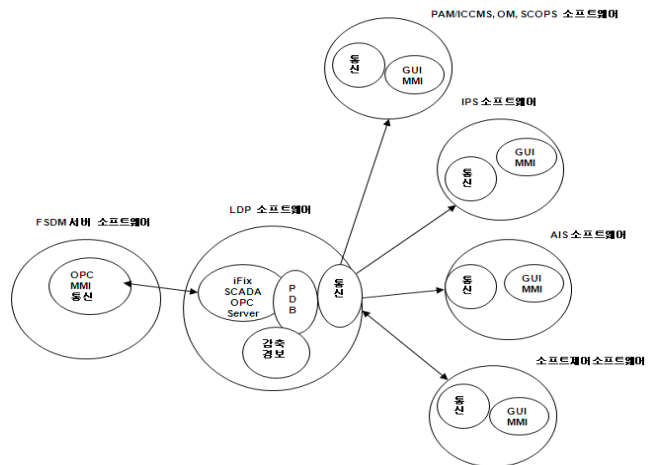 PAM/ICCMS, OM, SCOPS 소프트웨어
통
신
GUI
MMI
IPS 소프트웨어
통
신
GUI
MMI
FSDM 서버 소프트웨어
OPC
MMI
통신
LDP 소프트웨어
iFix
SCADA
OPC
Server
P
D
B
통
신
감축
경보
AIS 소프트웨어
통
신
GUI
MMI
소프트제어 소프트웨어
통
신
GUI
MMI